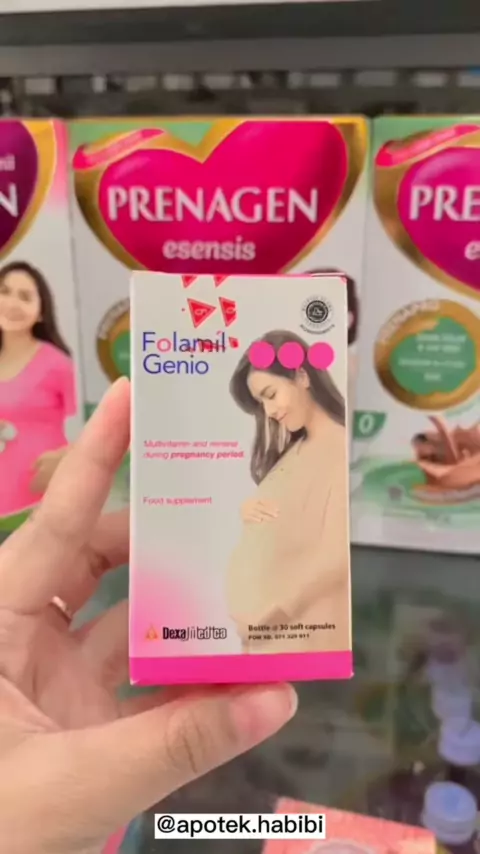 PRENAGEN
esensis
N
PRE
e
Folamil
Genio
Multivitamin and mineral
during pregnancy period
Food supplement
Dexa Medica
Bottle @ 30 soft capsules
0
@apotek.habibi